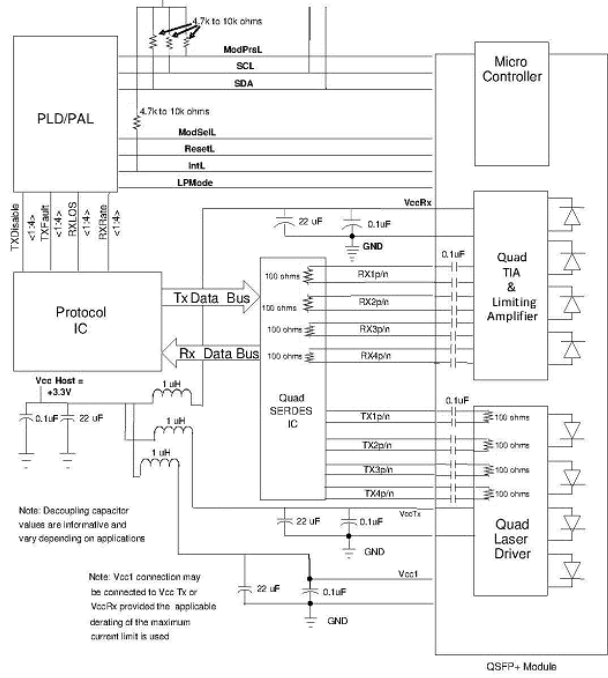 4.7k to 10k ohms
ModPrsL
SCL
SDA
Micro
Controller
4.7k to 10k ohms
PLD/PAL
ModSelL
ResetL
IntL
LPMode
TXDisable
<1:4>
TXFault
<1:4>
RXLOS
<1:4>
RXRate
<1:4>
VccRx
22 uF
0.1uF
GND
0.1uF
Quad
TIA
&
Limiting
Amplifier
100 ohms
RX1p/n
100 ohms
RX2p/n
100 ohms
RX3p/n
100 ohms
RX4p/n
Protocol
IC
Tx Data Bus
Rx Data Bus
Vcc Host =
+3.3V
0.1uF
22 uF
1 uH
1 uH
1 uH
Quad
SERDES
IC
0.1uF
TX1p/n
100 ohms
TX2p/n
100 ohms
TX3p/n
100 ohms
TX4p/n
100 ohms
VccTx
22 uF
0.1uF
GND
Quad
Laser
Driver
Note: Decoupling capacitor
values are informative and
vary depending on applications
Vcc1
22 uF
0.1uF
GND
Note: Vcc1 connection may
be connected to Vcc Tx or
VccRx provided the applicable
derating of the maximum
current limit is used
QSFP+ Module